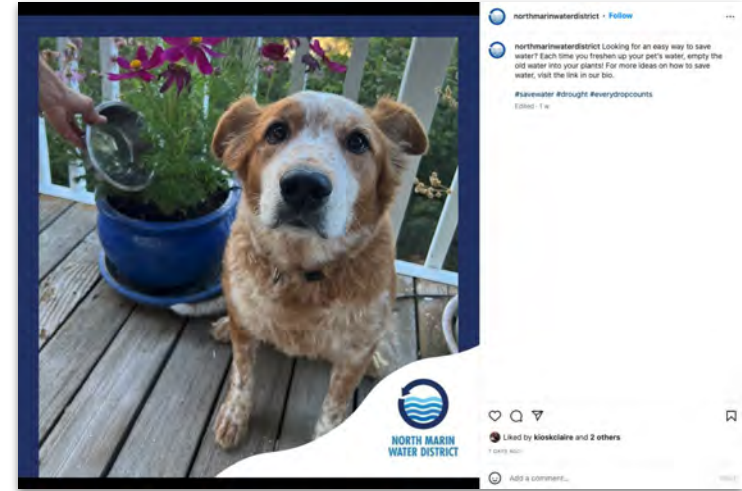 northmarinwaterdistrict • Follow
northmarinwaterdistrict Looking for an easy way to save
water? Each time you freshen up your pet's water, empty the
old water into your plants! For more ideas on how to save
water, visit the link in our bio.
#savewater #drought #everydropcounts
Edited · 1 w
NORTH MARIN
WATER DISTRICT
Liked by kioskclaire and 2 others
Add a comment...